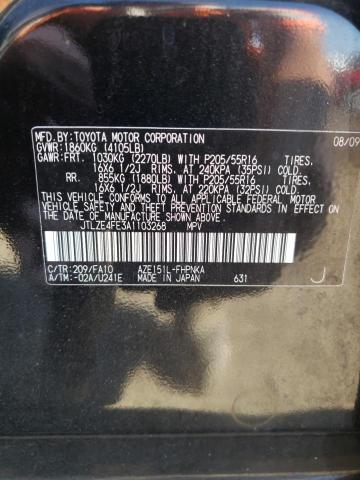 MFD.BY:TOYOTA MOTOR CORPORATION 08/09
GVWR:1860KG (4105LB)
GAWR:FRT. 1030KG (2270LB) WITH P205/55R16 TIRES,
16X6 1/2J RIMS, AT 240KPA (35PSI) COLD
RR. 855KG (1880LB) WITH P205/55R16 TIRES,
16X6 1/2J RIMS, AT 220KPA (32PSI) COLD
THIS VEHICLE CONFORMS TO ALL APPLICABLE FEDERAL MOTOR
VEHICLE SAFETY, BUMPER, AND THEFT PREVENTION STANDARDS
IN EFFECT ON THE DATE OF MANUFACTURE SHOWN ABOVE.
JTLZE4FE3A1103268 MPV
C/TR:209/FA10 AZE151L-FHPNKA
A/TM:-02A/U241E MADE IN JAPAN 631 J